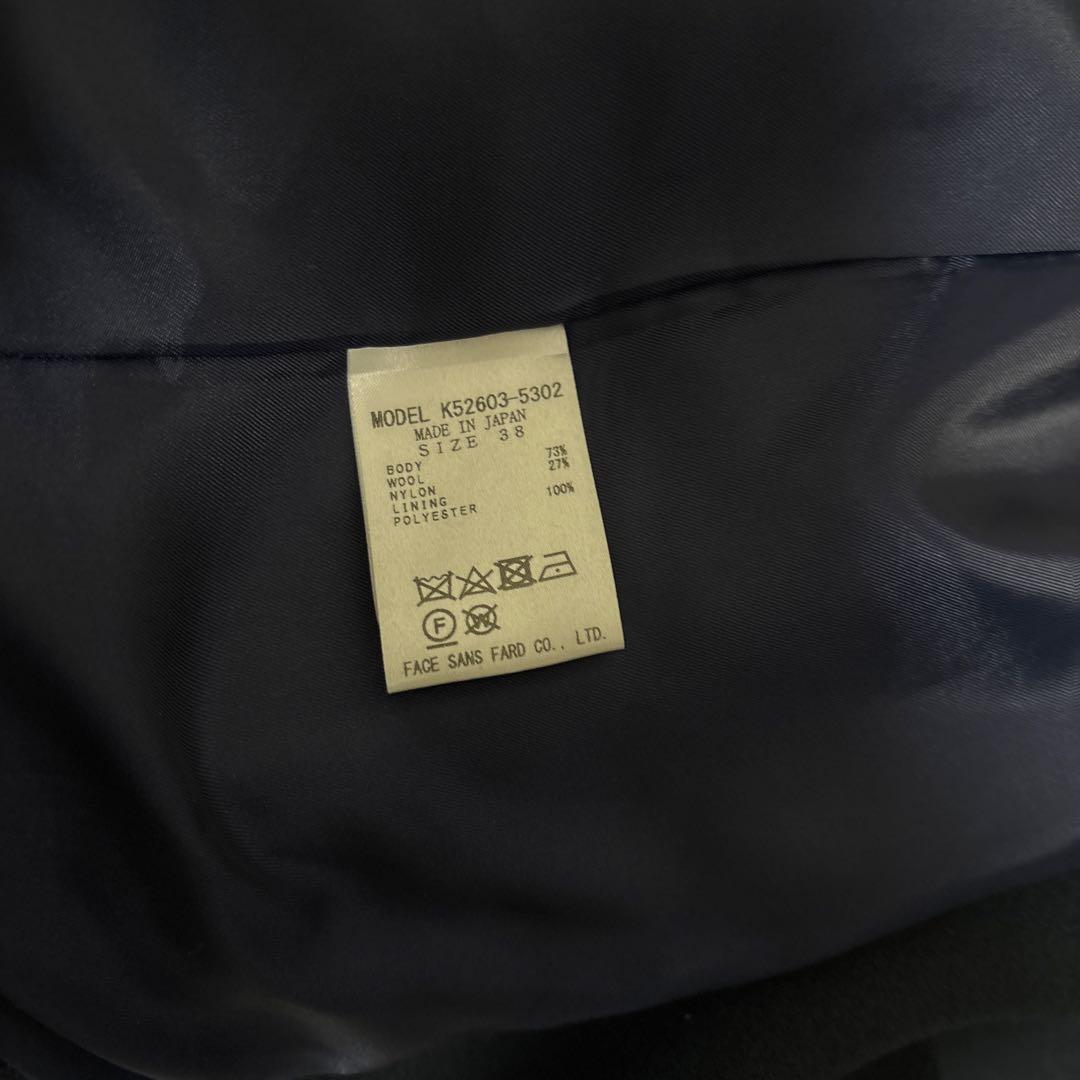 MODEL K52603-5302
MADE IN JAPAN
SIZE 38
BODY
WOOL 73%
NYLON 27%
LINING
POLYESTER 100%
F
W
FACE SANS FARD CO., LTD.